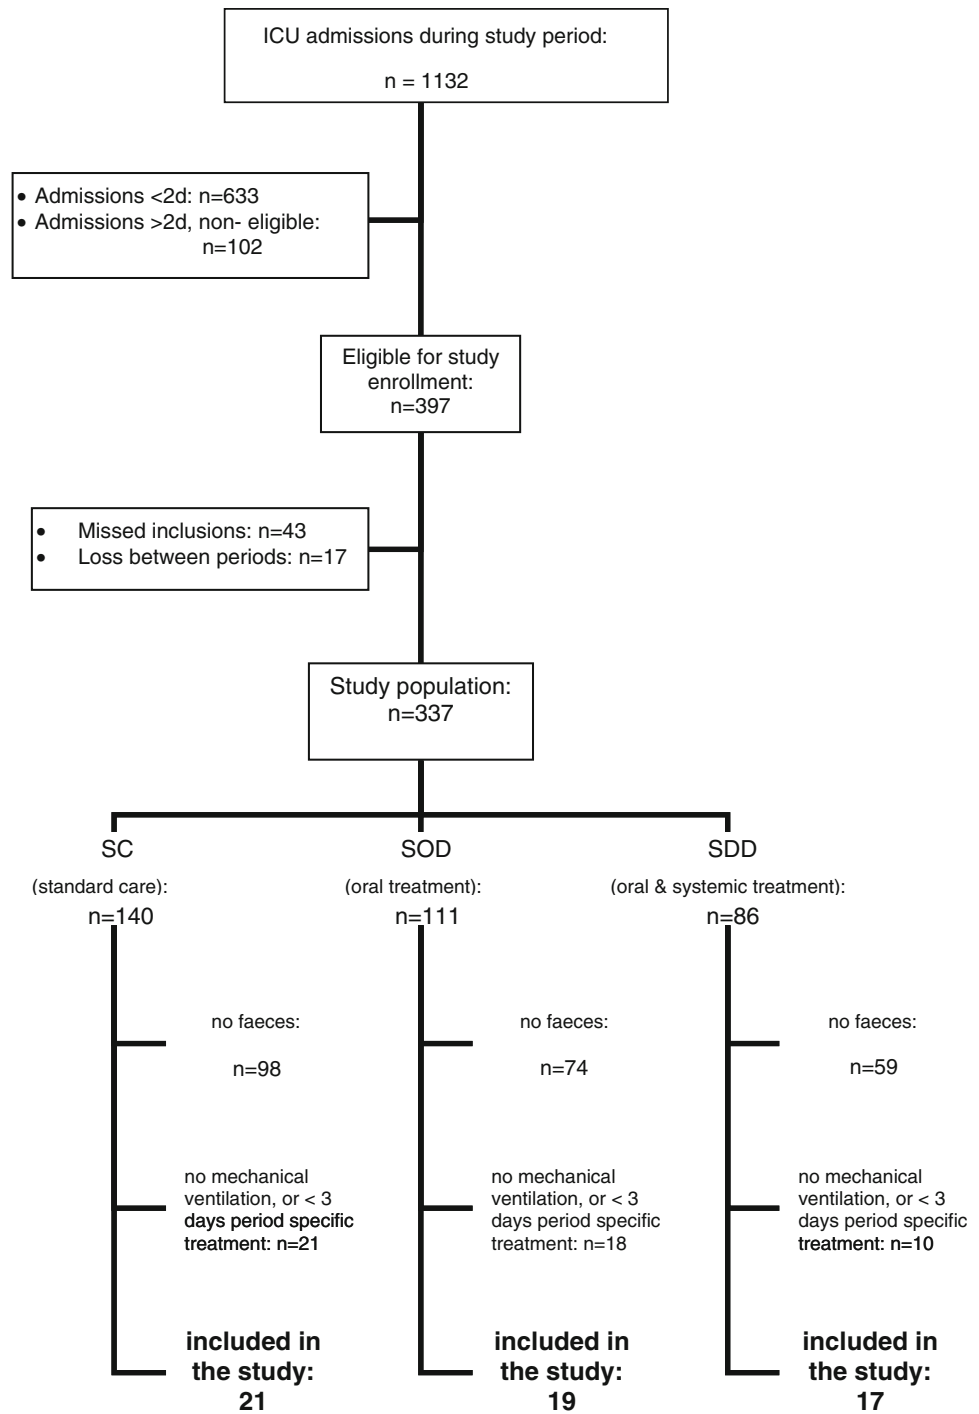 ICU admissions during study period:
n = 1132
• Admissions <2d: n=633
• Admissions >2d, non- eligible:
n=102
Eligible for study
enrollment:
n=397
• Missed inclusions: n=43
• Loss between periods: n=17
Study population:
n=337
SC
(standard care):
n=140
SOD
(oral treatment):
n=111
SDD
(oral & systemic treatment):
n=86
no faeces:
n=98
no faeces:
n=74
no faeces:
n=59
no mechanical
ventilation, or < 3
days period specific
treatment: n=21
no mechanical
ventilation, or < 3
days period specific
treatment: n=18
no mechanical
ventilation, or < 3
days period specific
treatment: n=10
included in
the study:
21
included in
the study:
19
included in
the study:
17